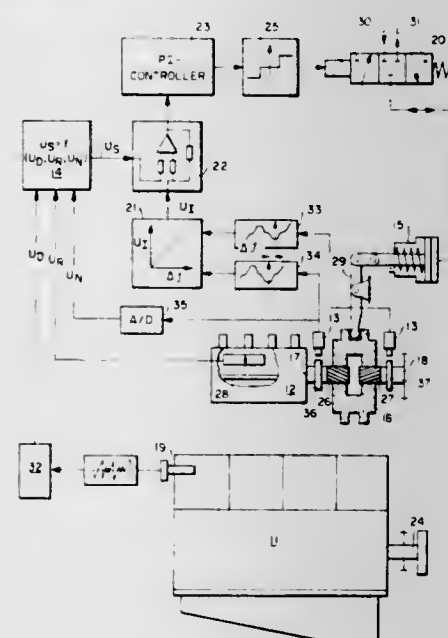 23
25
30
31
20
PI-
CONTROLLER
US=f
(UD,UR,UN)
14
US
22
UI
21
UI
Δf
Δf
33
34
29
15
UD
UR
UN
A/D
35
13
13
17
12
28
26
27
18
37
36
16
32
19
11
24